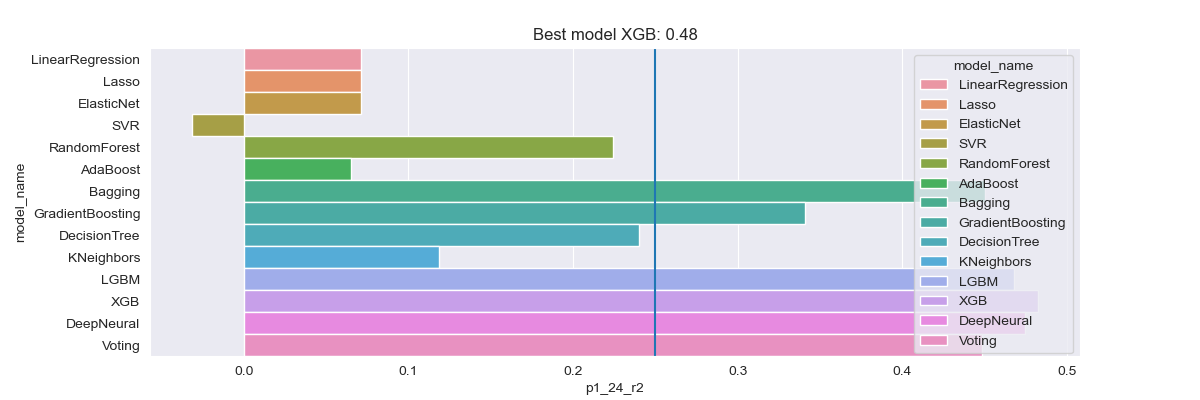 Best model XGB: 0.48
model_name
LinearRegression
Lasso
ElasticNet
SVR
RandomForest
AdaBoost
Bagging
GradientBoosting
DecisionTree
KNeighbors
LGBM
XGB
DeepNeural
Voting
0.0 0.1 0.2 0.3 0.4 0.5
p1_24_r2
model_name
LinearRegression
Lasso
ElasticNet
SVR
RandomForest
AdaBoost
Bagging
GradientBoosting
DecisionTree
KNeighbors
LGBM
XGB
DeepNeural
Voting